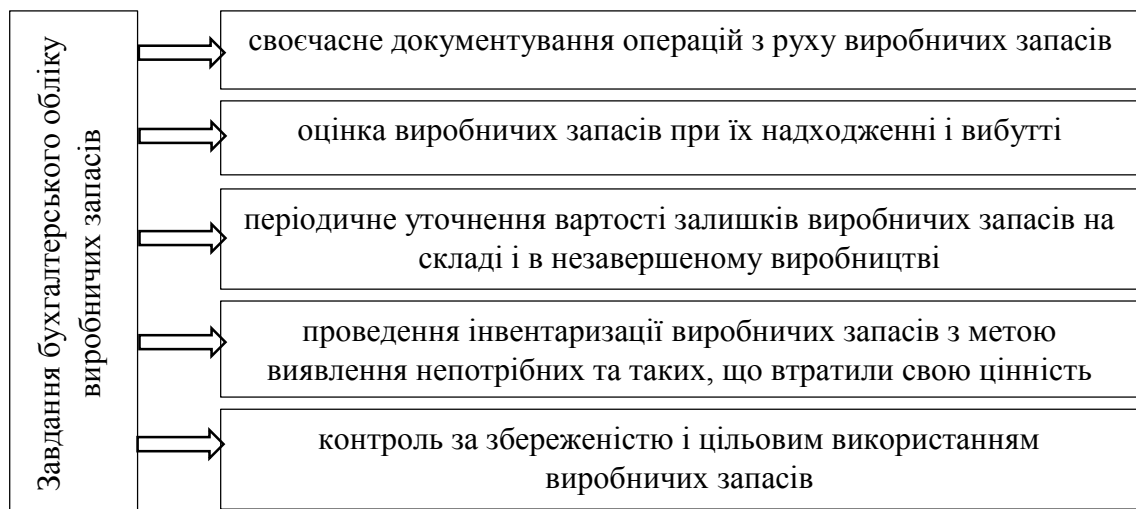 Завдання бухгалтерського обліку
виробничих запасів
своєчасне документування операцій з руху виробничих запасів
оцінка виробничих запасів при їх надходженні і вибутті
періодичне уточнення вартості залишків виробничих запасів на
складі і в незавершеному виробництві
проведення інвентаризації виробничих запасів з метою
виявлення непотрібних та таких, що втратили свою цінність
контроль за збереженістю і цільовим використанням
виробничих запасів